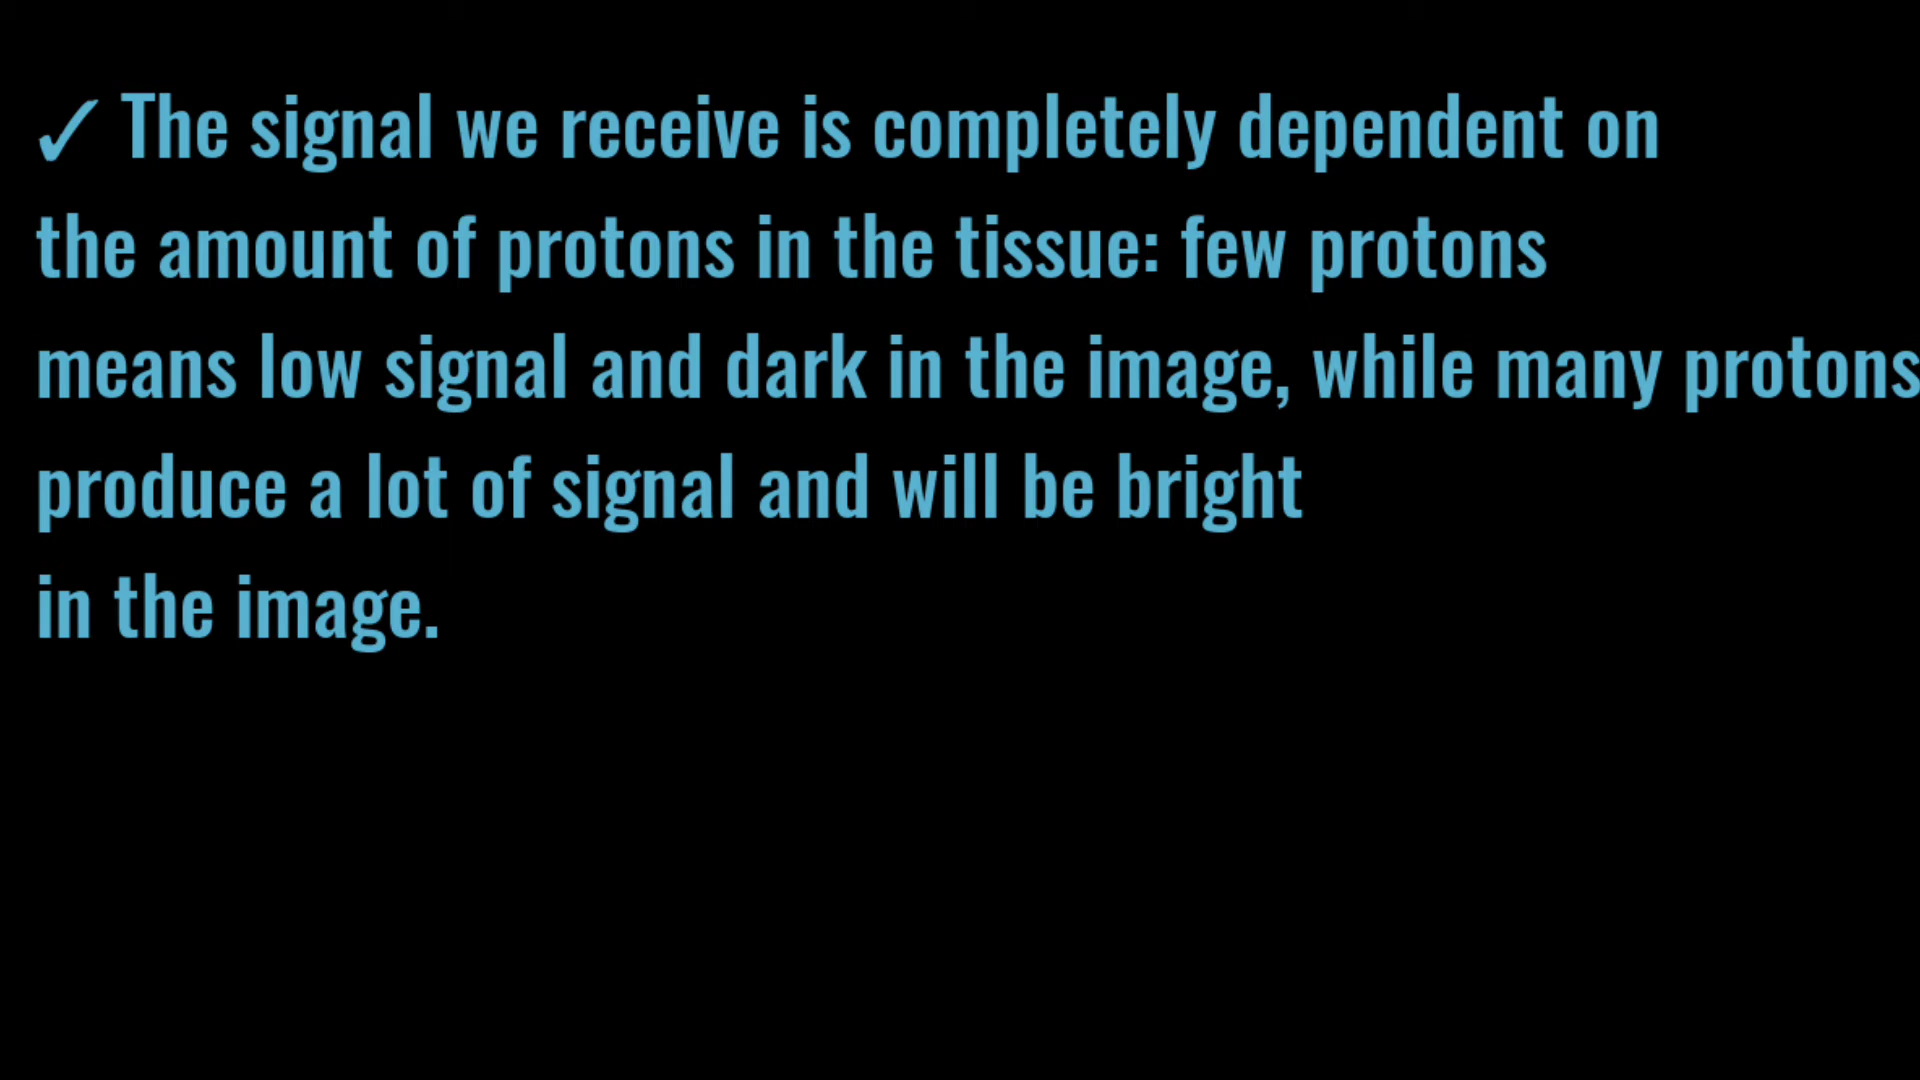 ✓ The signal we receive is completely dependent on
the amount of protons in the tissue: few protons
means low signal and dark in the image, while many protons
produce a lot of signal and will be bright
in the image.